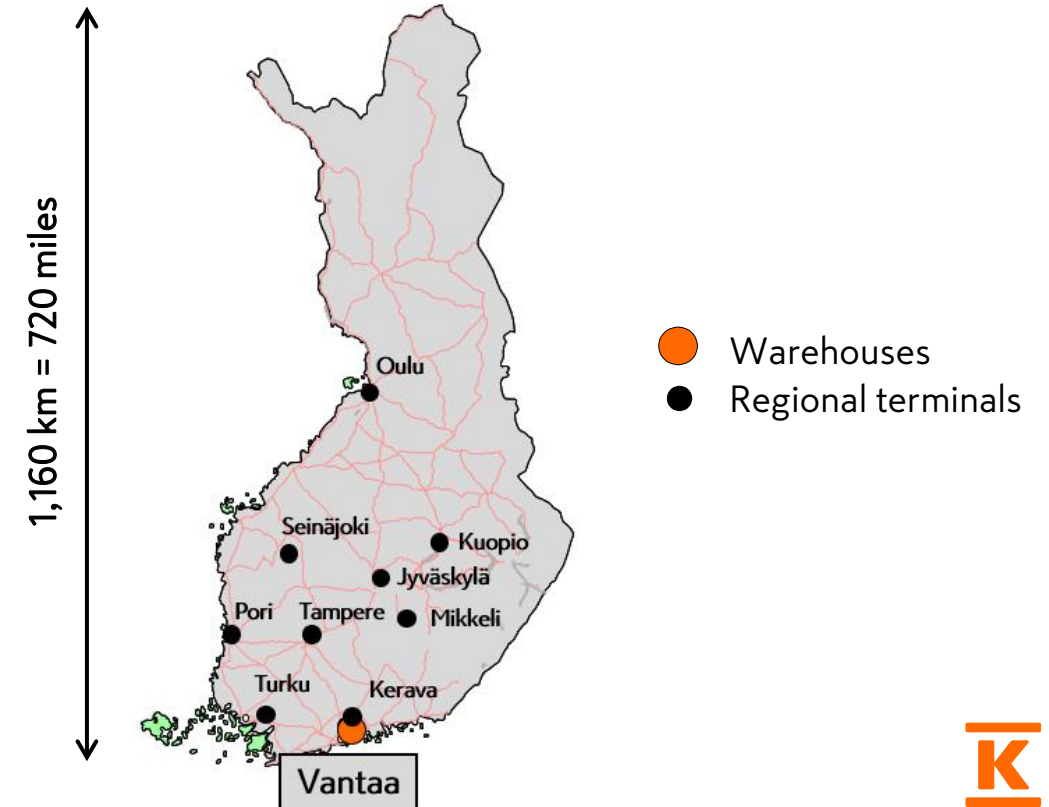 1,160 km = 720 miles
Oulu
Seinäjoki
Kuopio
Jyväskylä
Pori
Tampere
Mikkeli
Turku
Kerava
Vantaa
Warehouses
Regional terminals
K